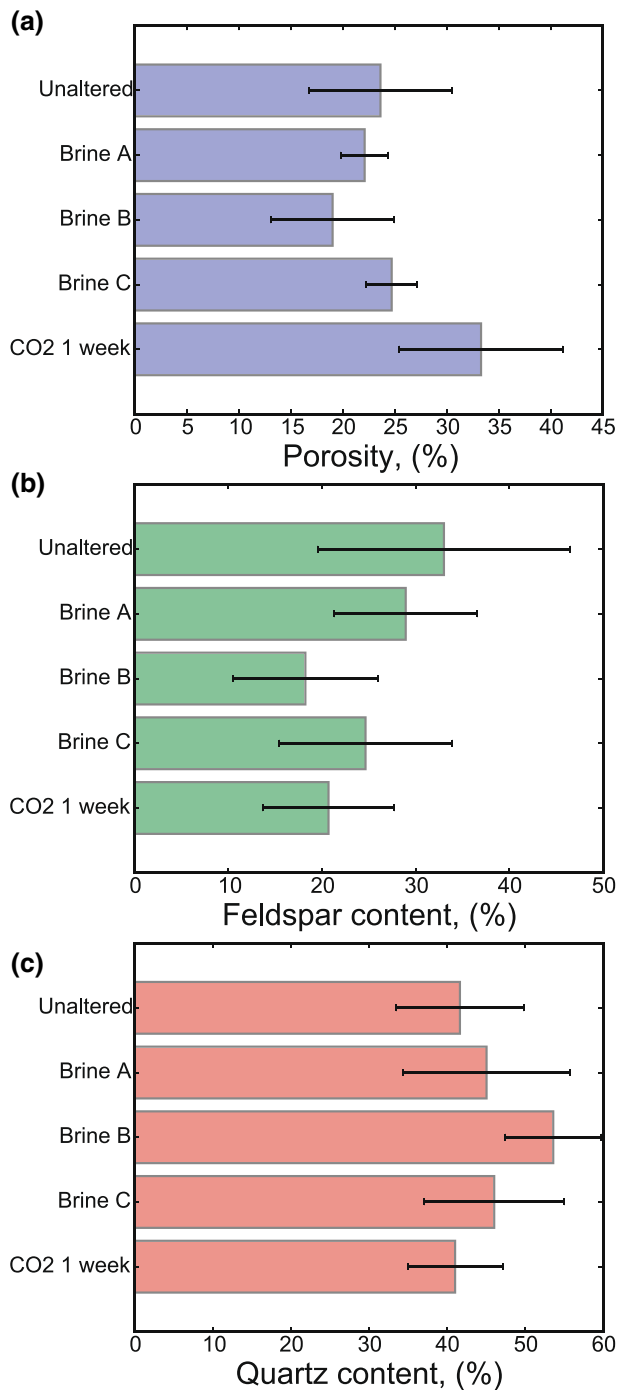 (a)
Unaltered
Brine A
Brine B
Brine C
CO2 1 week
0 5 10 15 20 25 30 35 40 45
Porosity, (%)
(b)
Unaltered
Brine A
Brine B
Brine C
CO2 1 week
0 10 20 30 40 50
Feldspar content, (%)
(c)
Unaltered
Brine A
Brine B
Brine C
CO2 1 week
0 10 20 30 40 50 60
Quartz content, (%)